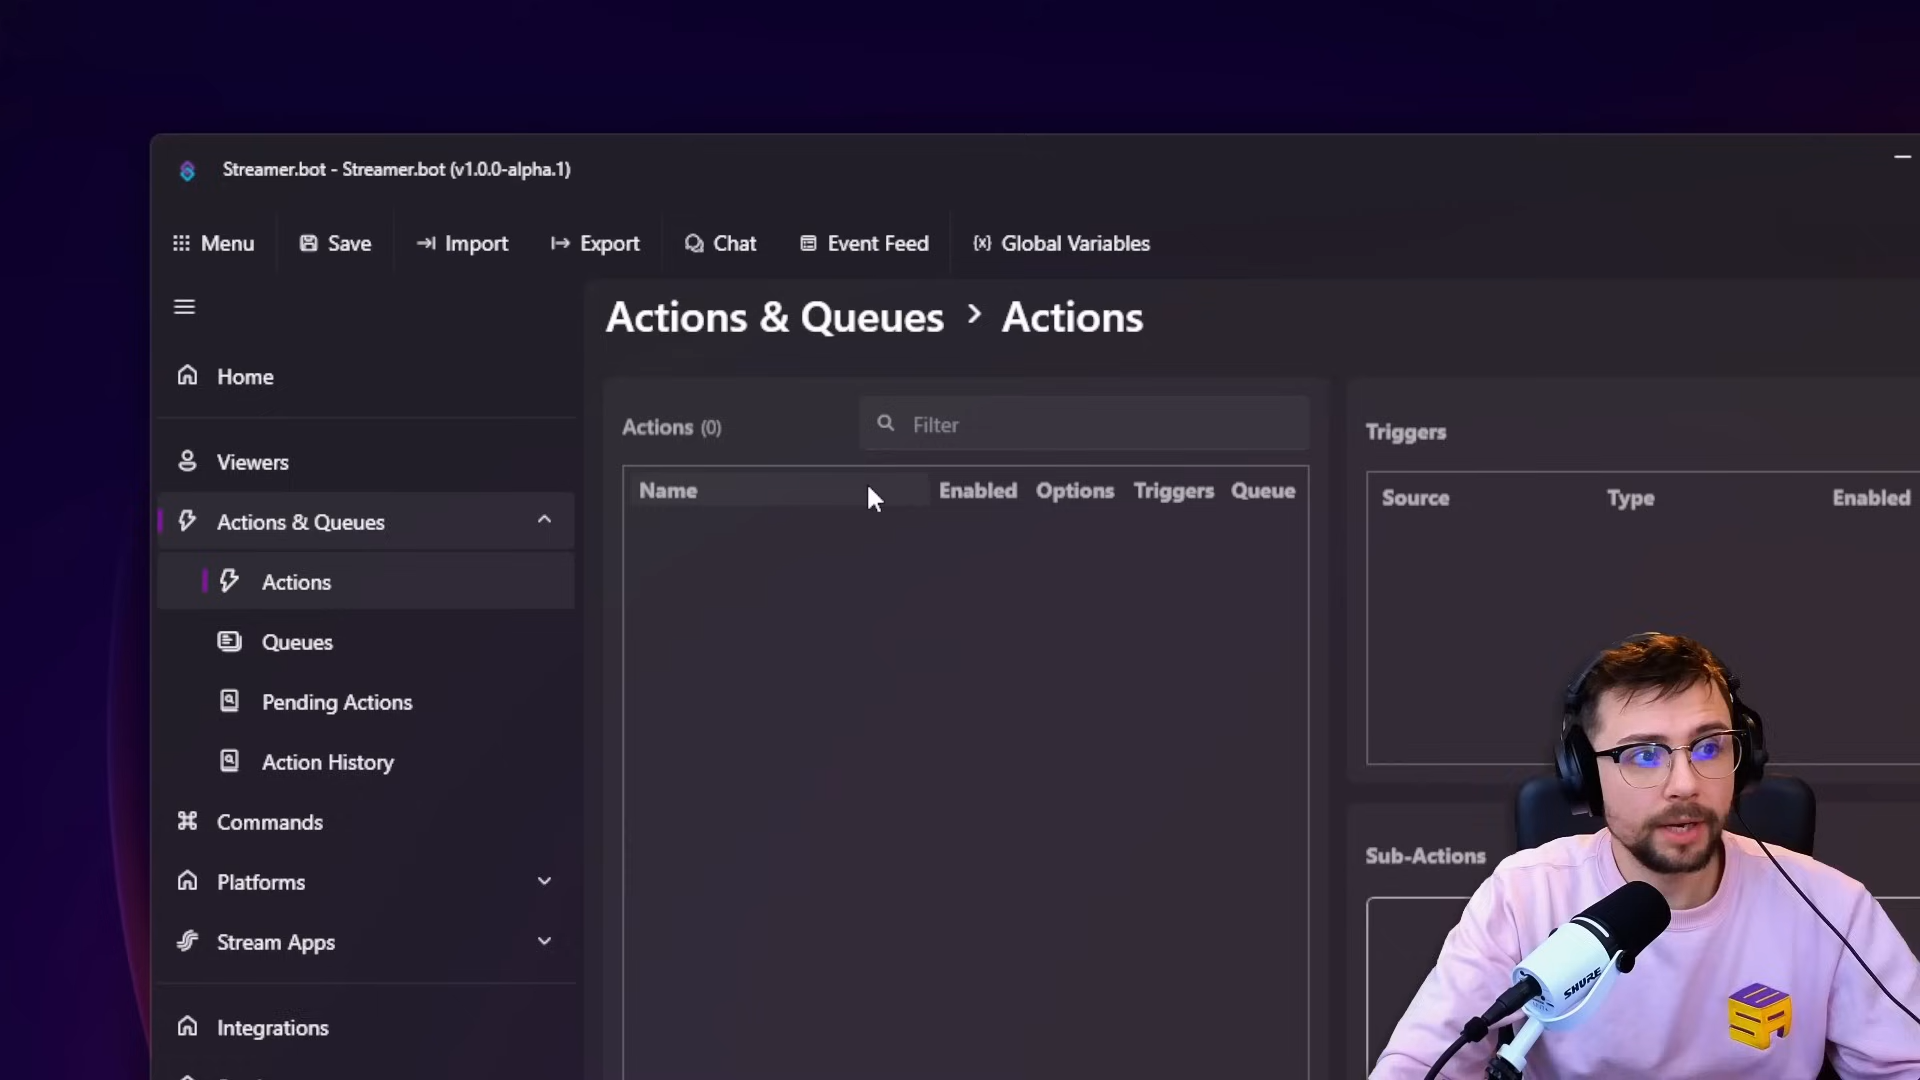 Streamer.bot - Streamer.bot (v1.0.0-alpha.1)
Menu
Save
Import
Export
Chat
Event Feed
Global Variables
Actions & Queues > Actions
Home
Viewers
Actions & Queues
Actions
Queues
Pending Actions
Action History
Commands
Platforms
Stream Apps
Integrations
Actions (0)
Filter
Name Enabled Options Triggers Queue
Triggers
Source Type Enabled
Sub-Actions
SHURE